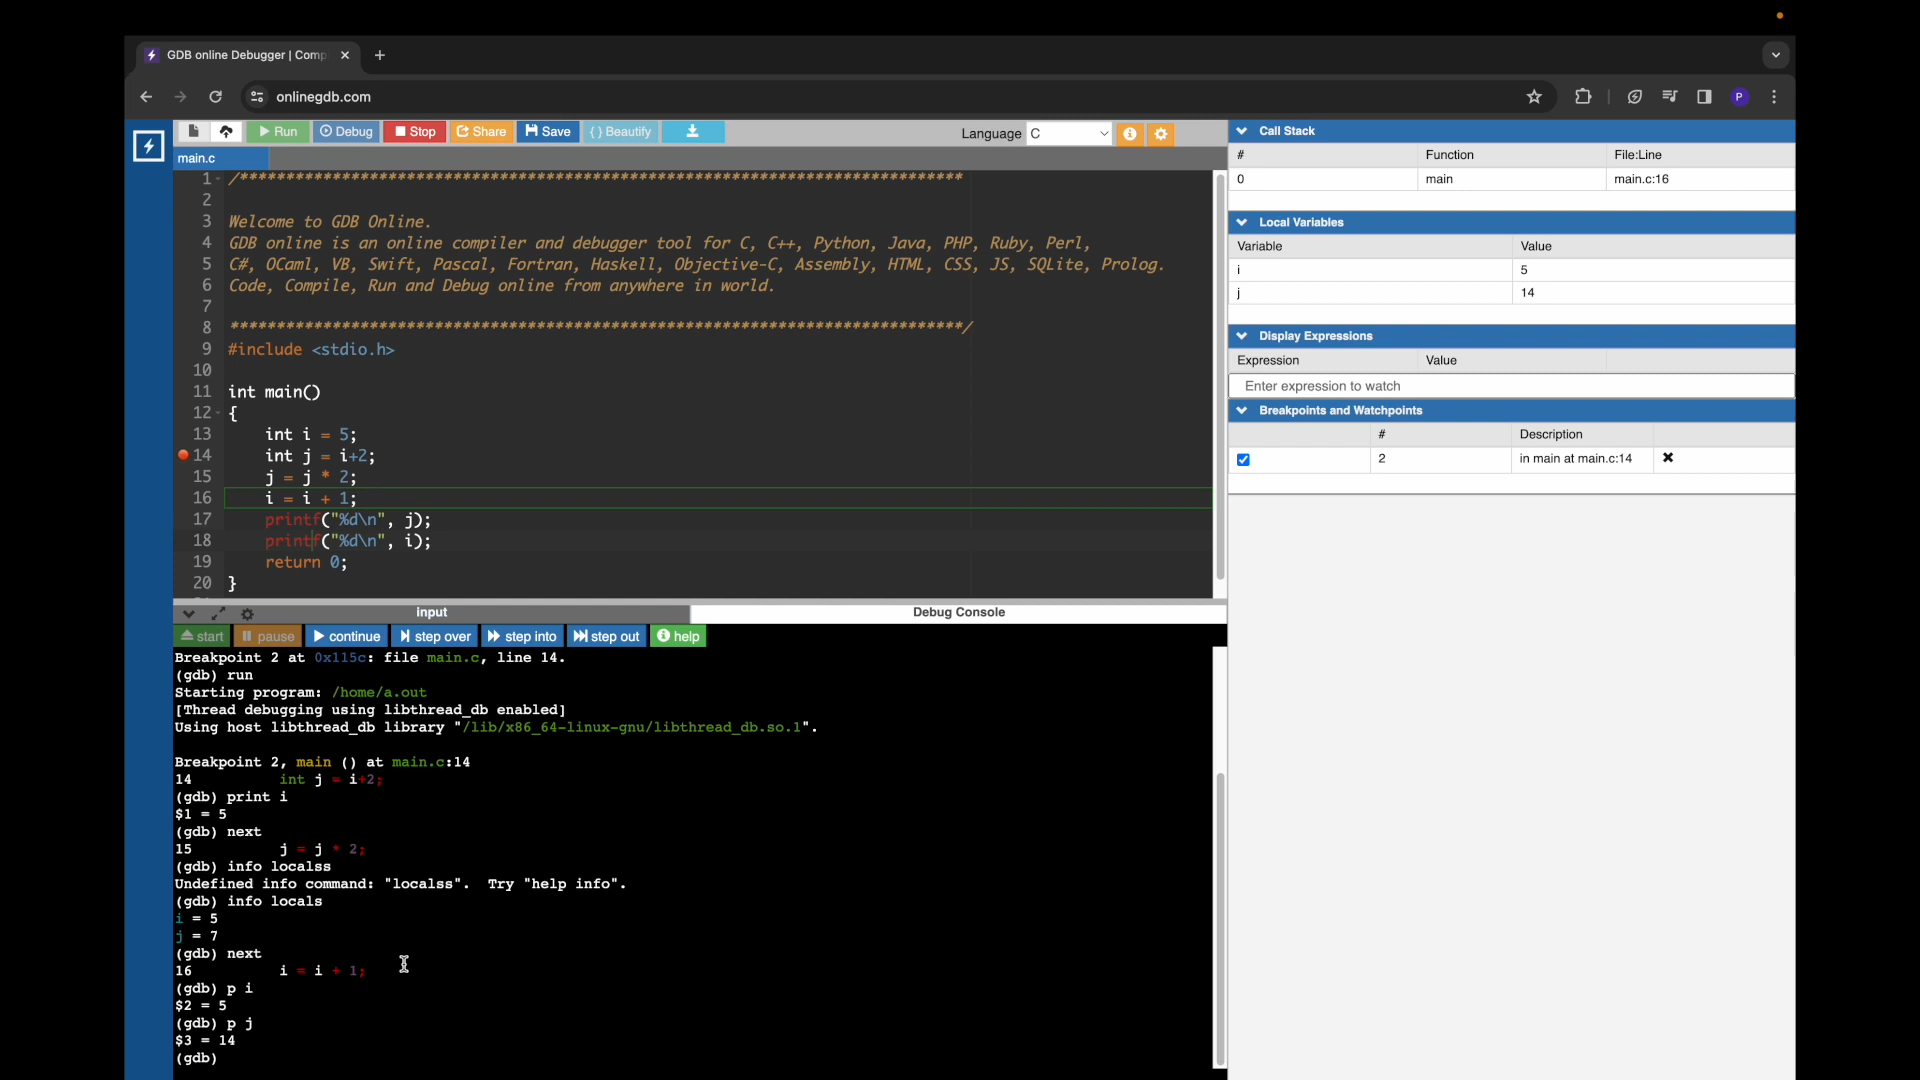 GDB online Debugger | Comp
onlinegdb.com
P
Run
Debug
Stop
Share
Save
{ } Beautify
Language C
main.c
1 /******************************************************************************
2
3 Welcome to GDB Online.
4 GDB online is an online compiler and debugger tool for C, C++, Python, Java, PHP, Ruby, Perl,
5 C#, OCaml, VB, Swift, Pascal, Fortran, Haskell, Objective-C, Assembly, HTML, CSS, JS, SQLite, Prolog.
6 Code, Compile, Run and Debug online from anywhere in world.
7
8 *******************************************************************************/
9 #include <stdio.h>
10
11 int main()
12 {
13 int i = 5;
14 int j = i+2;
15 j = j * 2;
16 i = i + 1;
17 printf("%d\n", j);
18 printf("%d\n", i);
19 return 0;
20 }
input
Debug Console
start
pause
continue
step over
step into
step out
help
Breakpoint 2 at 0x115c: file main.c, line 14.
(gdb) run
Starting program: /home/a.out
[Thread debugging using libthread_db enabled]
Using host libthread_db library "/lib/x86_64-linux-gnu/libthread_db.so.1".
Breakpoint 2, main () at main.c:14
14 int j = i+2;
(gdb) print i
$1 = 5
(gdb) next
15 j = j * 2;
(gdb) info localss
Undefined info command: "localss". Try "help info".
(gdb) info locals
i = 5
j = 7
(gdb) next
16 i = i + 1;
(gdb) p i
$2 = 5
(gdb) p j
$3 = 14
(gdb)
Call Stack
# Function File:Line
0 main main.c:16
Local Variables
Variable Value
i 5
j 14
Display Expressions
Expression Value
Enter expression to watch
Breakpoints and Watchpoints
# Description
2 in main at main.c:14